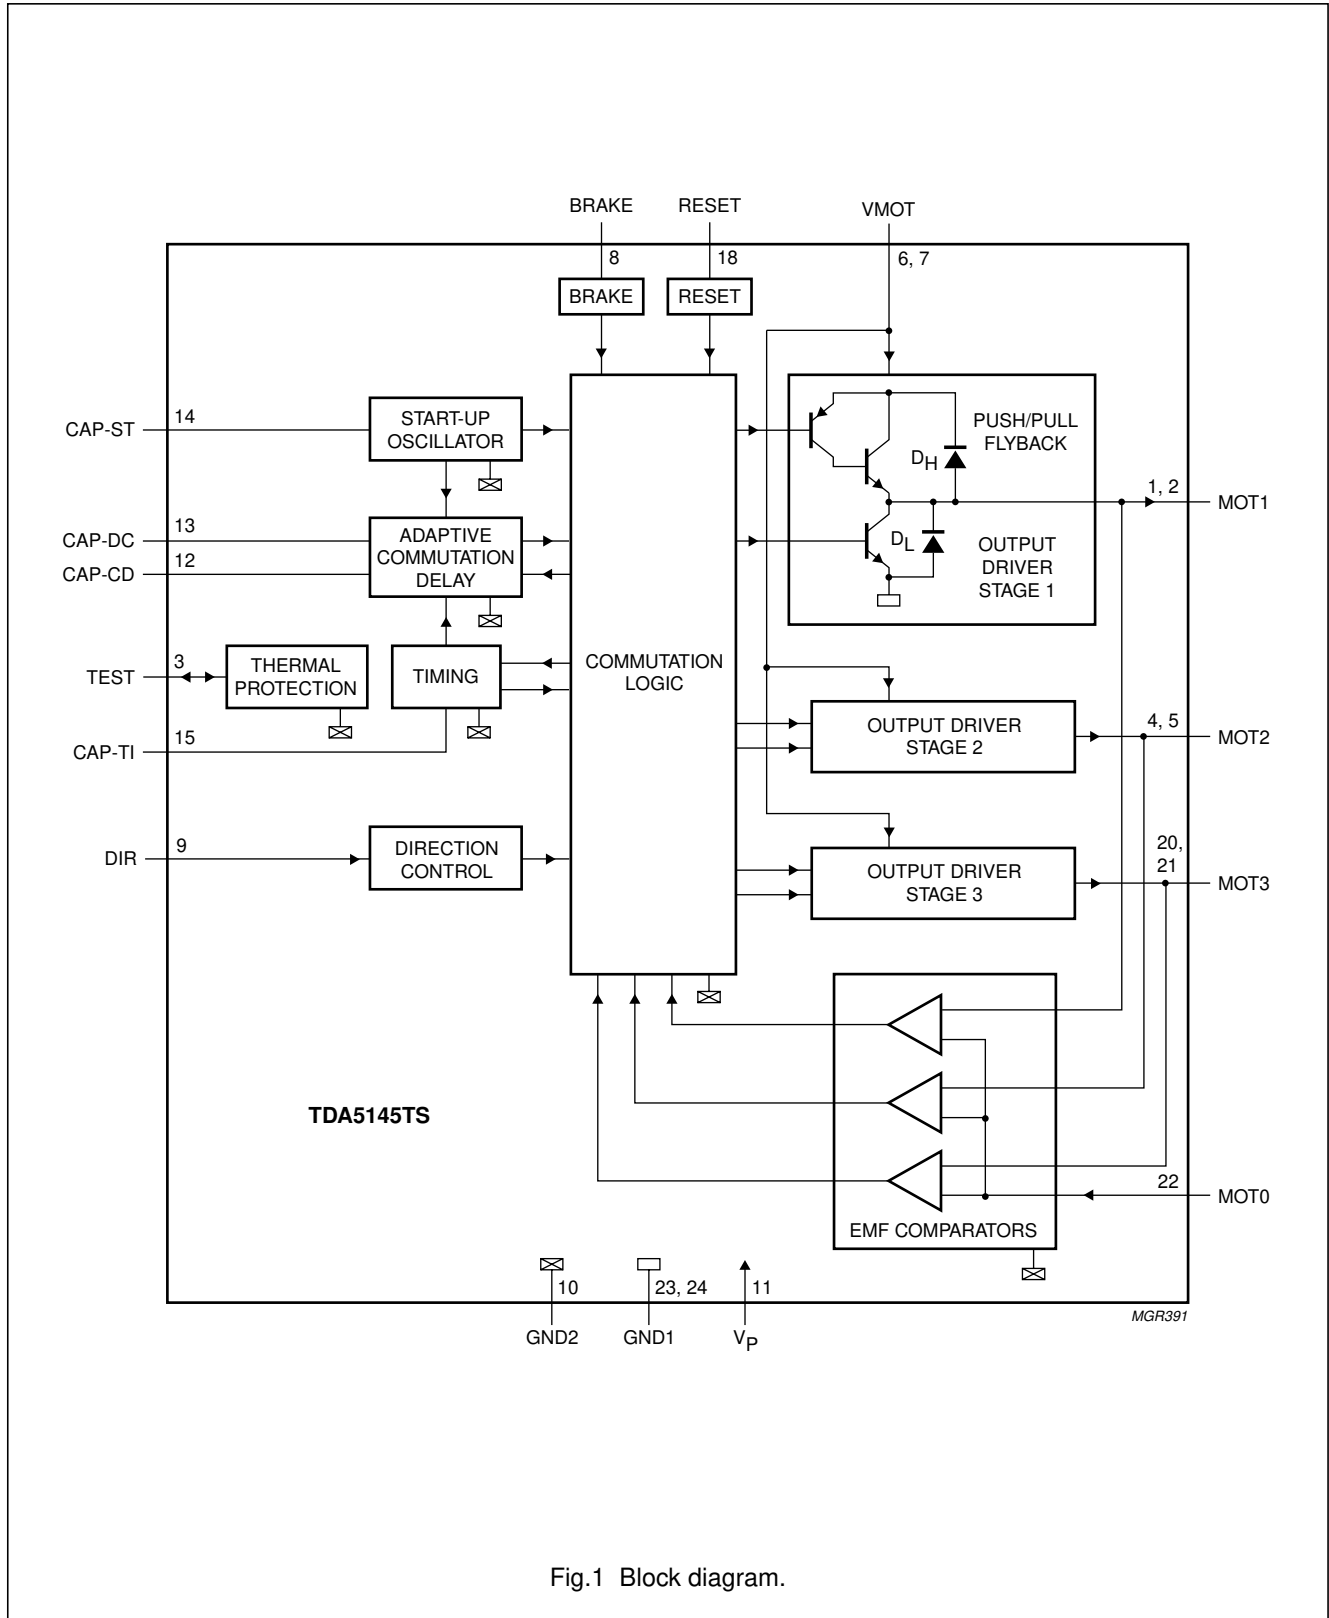 BRAKE
RESET
VMOT
8
18
6, 7
BRAKE
RESET
CAP-ST
14
START-UP
OSCILLATOR
PUSH/PULL
FLYBACK
DH
1, 2
MOT1
CAP-DC
13
CAP-CD
12
ADAPTIVE
COMMUTATION
DELAY
DL
OUTPUT
DRIVER
STAGE 1
TEST
3
THERMAL
PROTECTION
TIMING
COMMUTATION
LOGIC
CAP-TI
15
OUTPUT DRIVER
STAGE 2
4, 5
MOT2
DIR
9
DIRECTION
CONTROL
OUTPUT DRIVER
STAGE 3
20,
21
MOT3
TDA5145TS
22
MOT0
EMF COMPARATORS
10
23, 24
11
GND2
GND1
VP
MGR391
Fig.1 Block diagram.